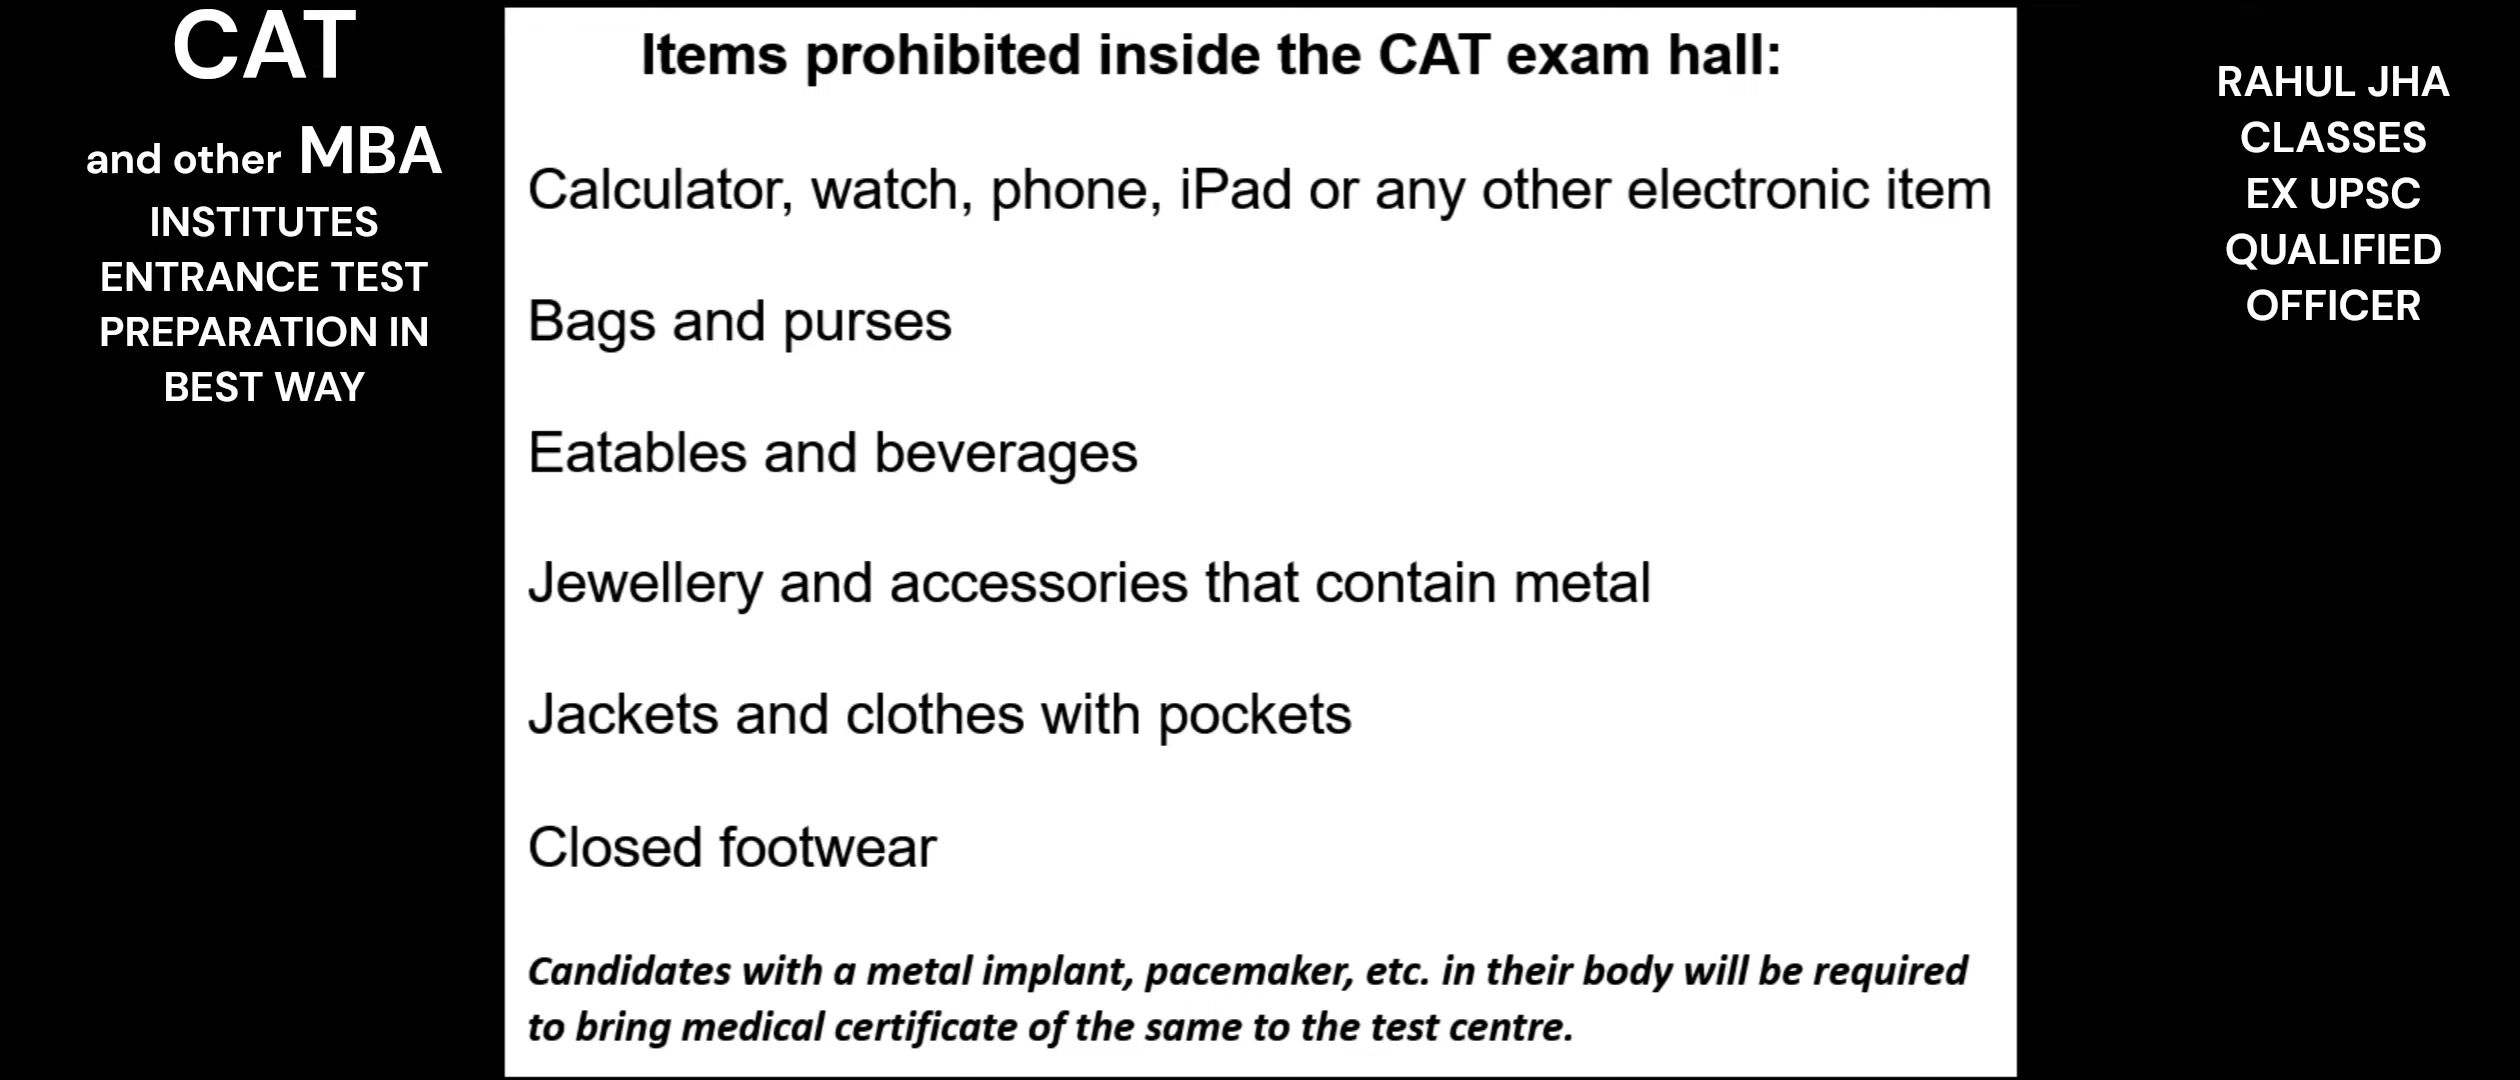 CAT
and other MBA
INSTITUTES
ENTRANCE TEST
PREPARATION IN
BEST WAY
Items prohibited inside the CAT exam hall:
Calculator, watch, phone, iPad or any other electronic item
Bags and purses
Eatables and beverages
Jewellery and accessories that contain metal
Jackets and clothes with pockets
Closed footwear
Candidates with a metal implant, pacemaker, etc. in their body will be required
to bring medical certificate of the same to the test centre.
RAHUL JHA
CLASSES
EX UPSC
QUALIFIED
OFFICER